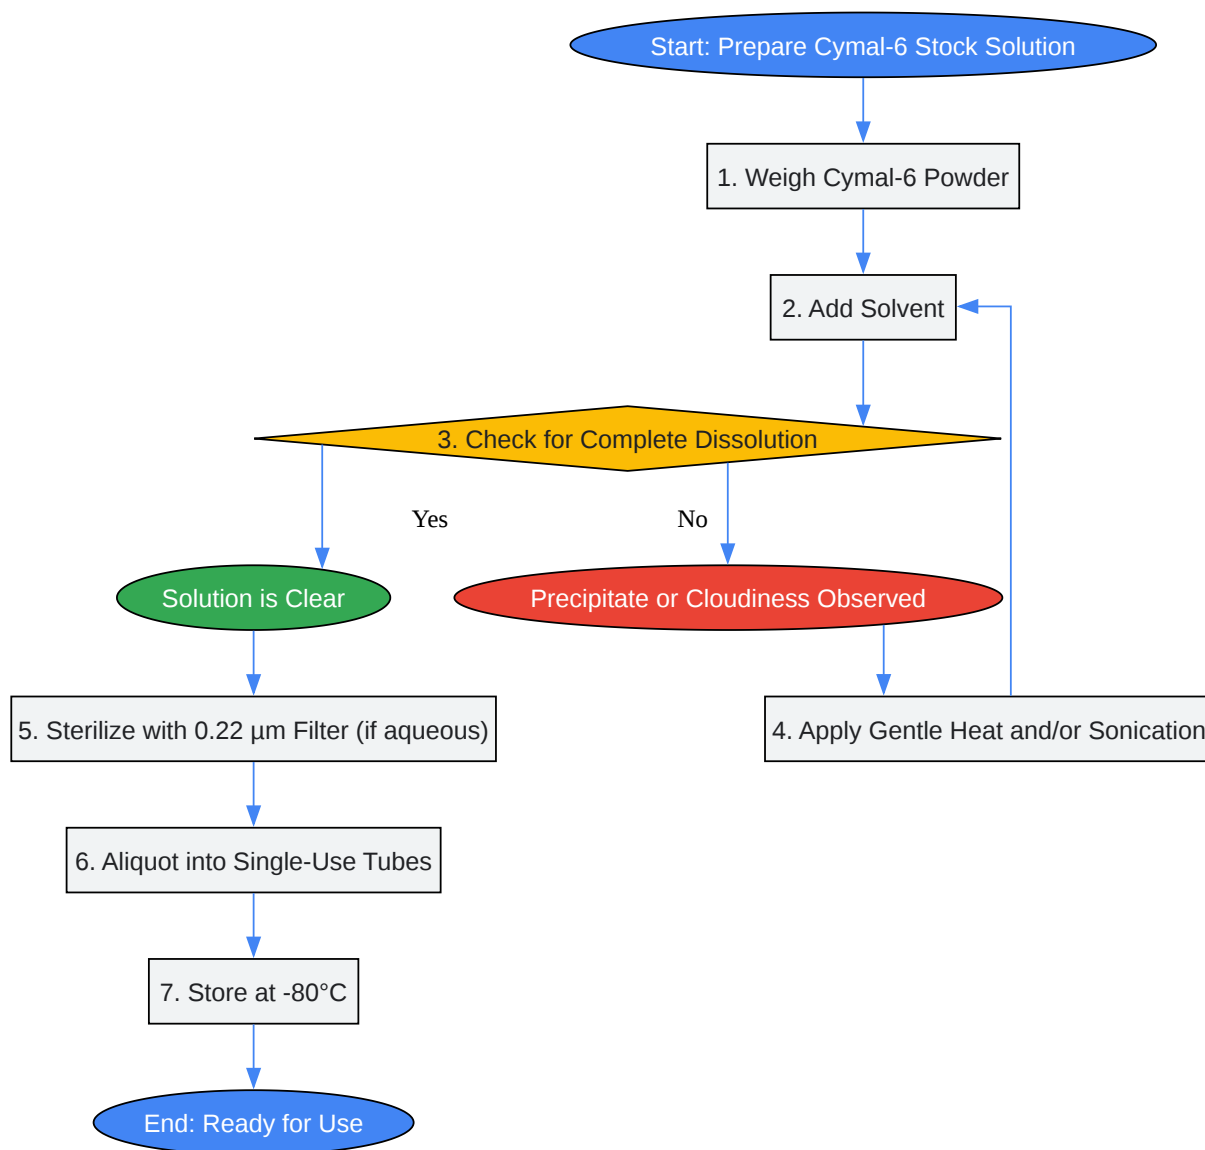 Start: Prepare Cymal-6 Stock Solution
1. Weigh Cymal-6 Powder
2. Add Solvent
3. Check for Complete Dissolution
Yes
No
Solution is Clear
Precipitate or Cloudiness Observed
5. Sterilize with 0.22 µm Filter (if aqueous)
4. Apply Gentle Heat and/or Sonication
6. Aliquot into Single-Use Tubes
7. Store at -80°C
End: Ready for Use